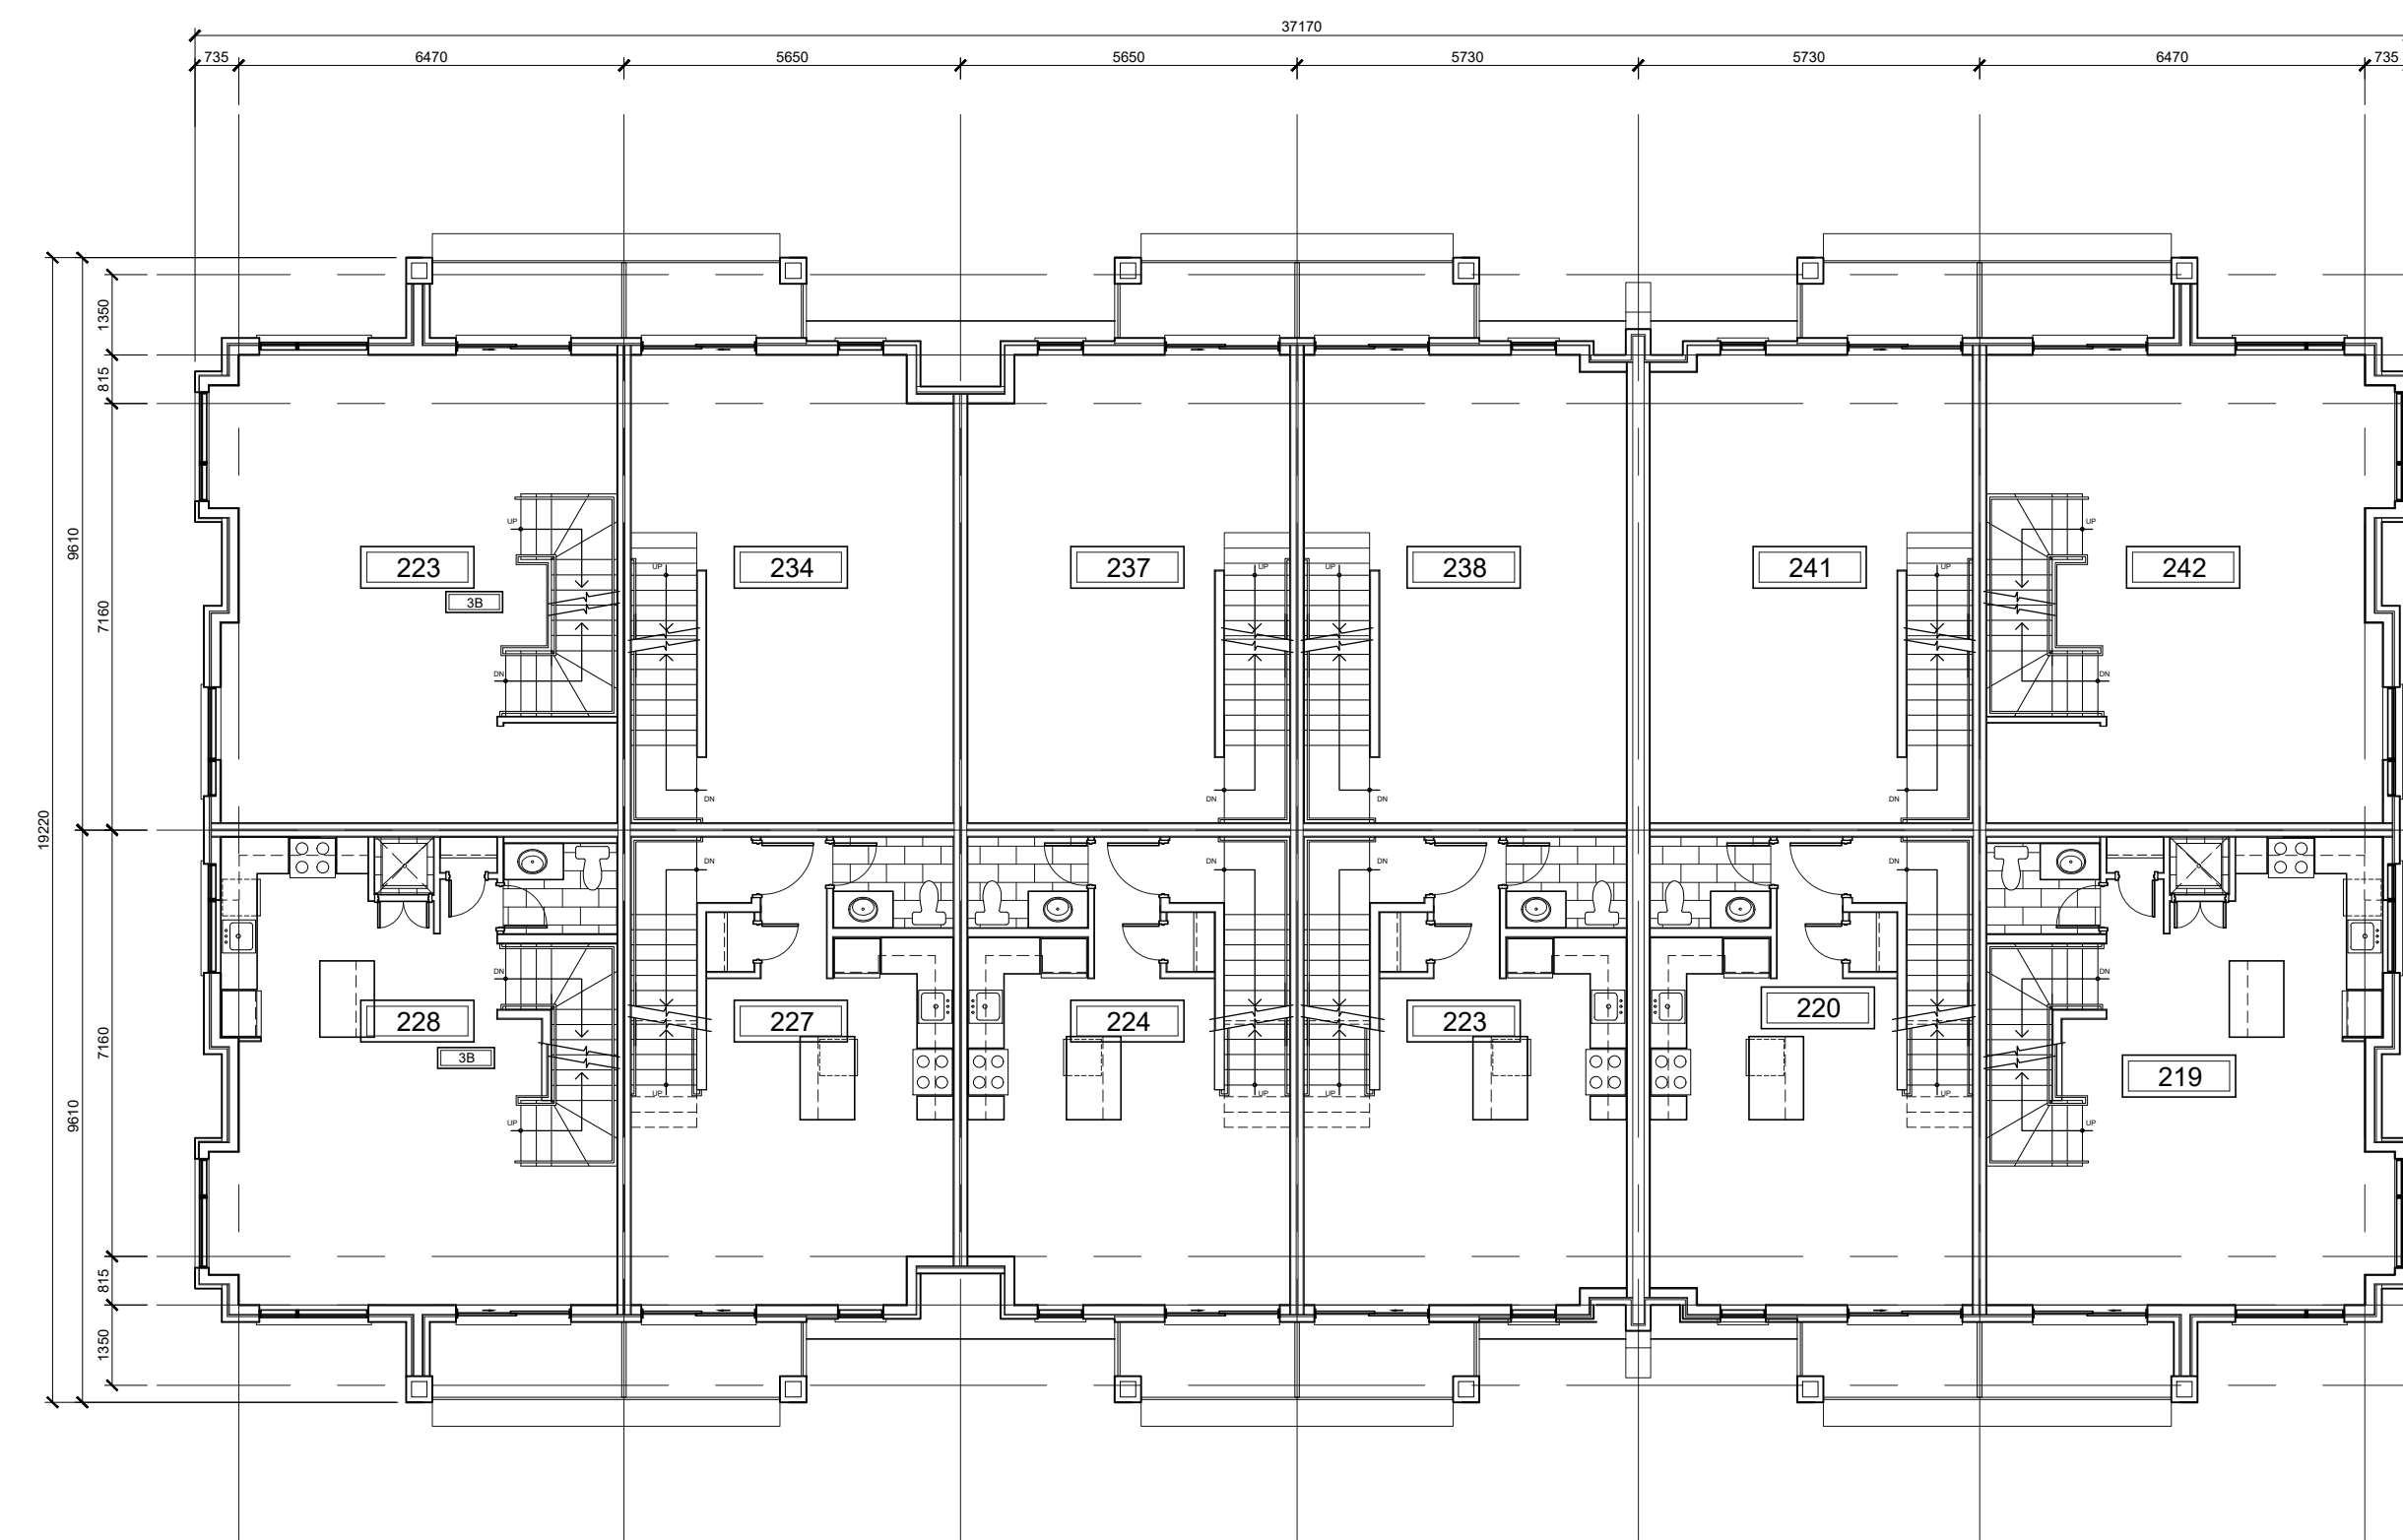 37170
735 6470 5650 5650 5730 5730 6470 735
1350
815
9610
7160
19220
7160
9610
815
1350
UP
UP
UP UP UP
UP
223 234 237 238 241 242
3B
DN
DN
DN DN DN DN
DN DN DN DN
DN
DN
228 227 224 223 220
219
3B
UP UP UP UP
UP
UP